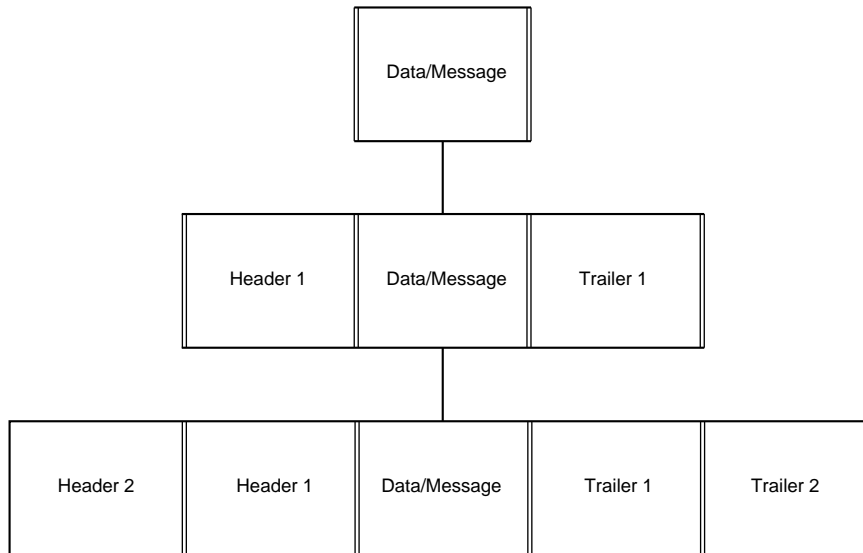 Data/Message
Header 1
Data/Message
Trailer 1
Header 2
Header 1
Data/Message
Trailer 1
Trailer 2